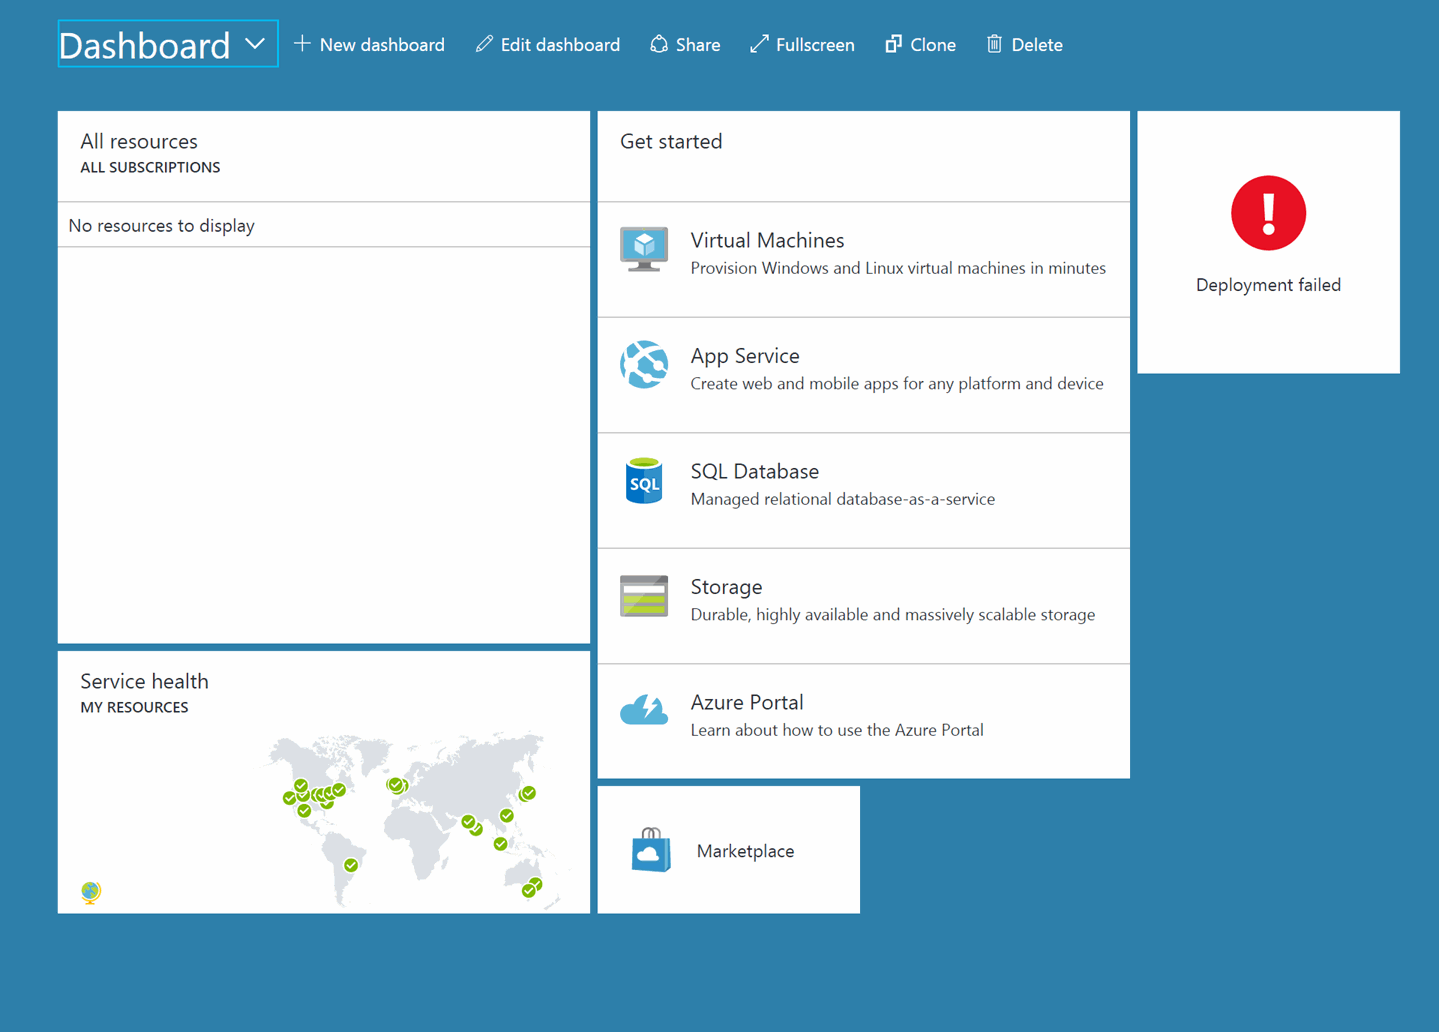 Dashboard
New dashboard
Edit dashboard
Share
Fullscreen
Clone
Delete
All resources
ALL SUBSCRIPTIONS
No resources to display
Service health
MY RESOURCES
Get started
Virtual Machines
Provision Windows and Linux virtual machines in minutes
App Service
Create web and mobile apps for any platform and device
SQL
SQL Database
Managed relational database-as-a-service
Storage
Durable, highly available and massively scalable storage
Azure Portal
Learn about how to use the Azure Portal
Marketplace
Deployment failed